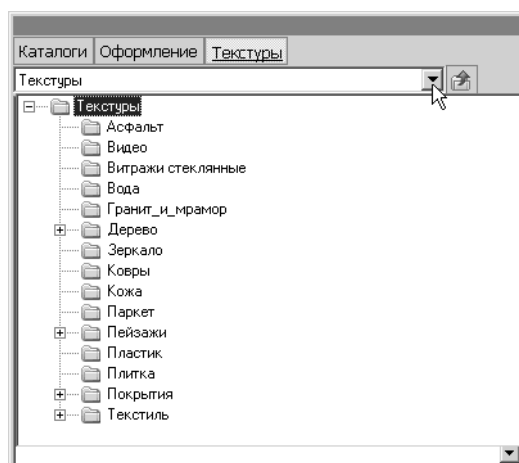 Каталоги Оформление Текстуры
Текстуры
Текстуры
Асфальт
Видео
Витражи стеклянные
Вода
Гранит_и_мрамор
Дерево
Зеркало
Ковры
Кожа
Паркет
Пейзажи
Пластик
Плитка
Покрытия
Текстиль